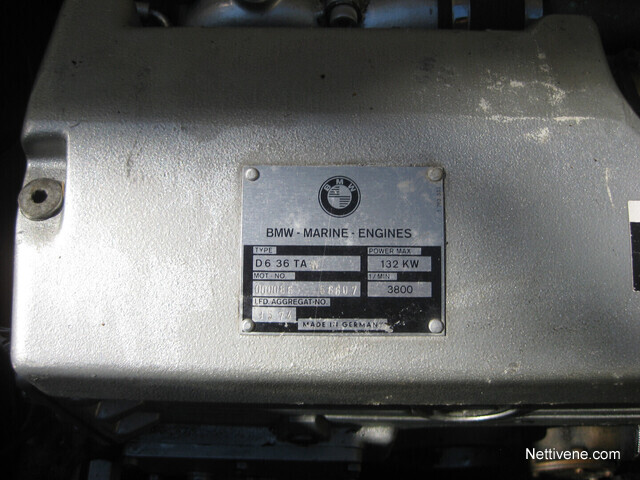 BMW
BMW - MARINE - ENGINES
TYPE POWER MAX
D6 36 TA 132 KW
MOT.-NO. 1/MIN
3800
LFD. AGGREGAT-NO.
MADE IN GERMANY
Nettivene.com